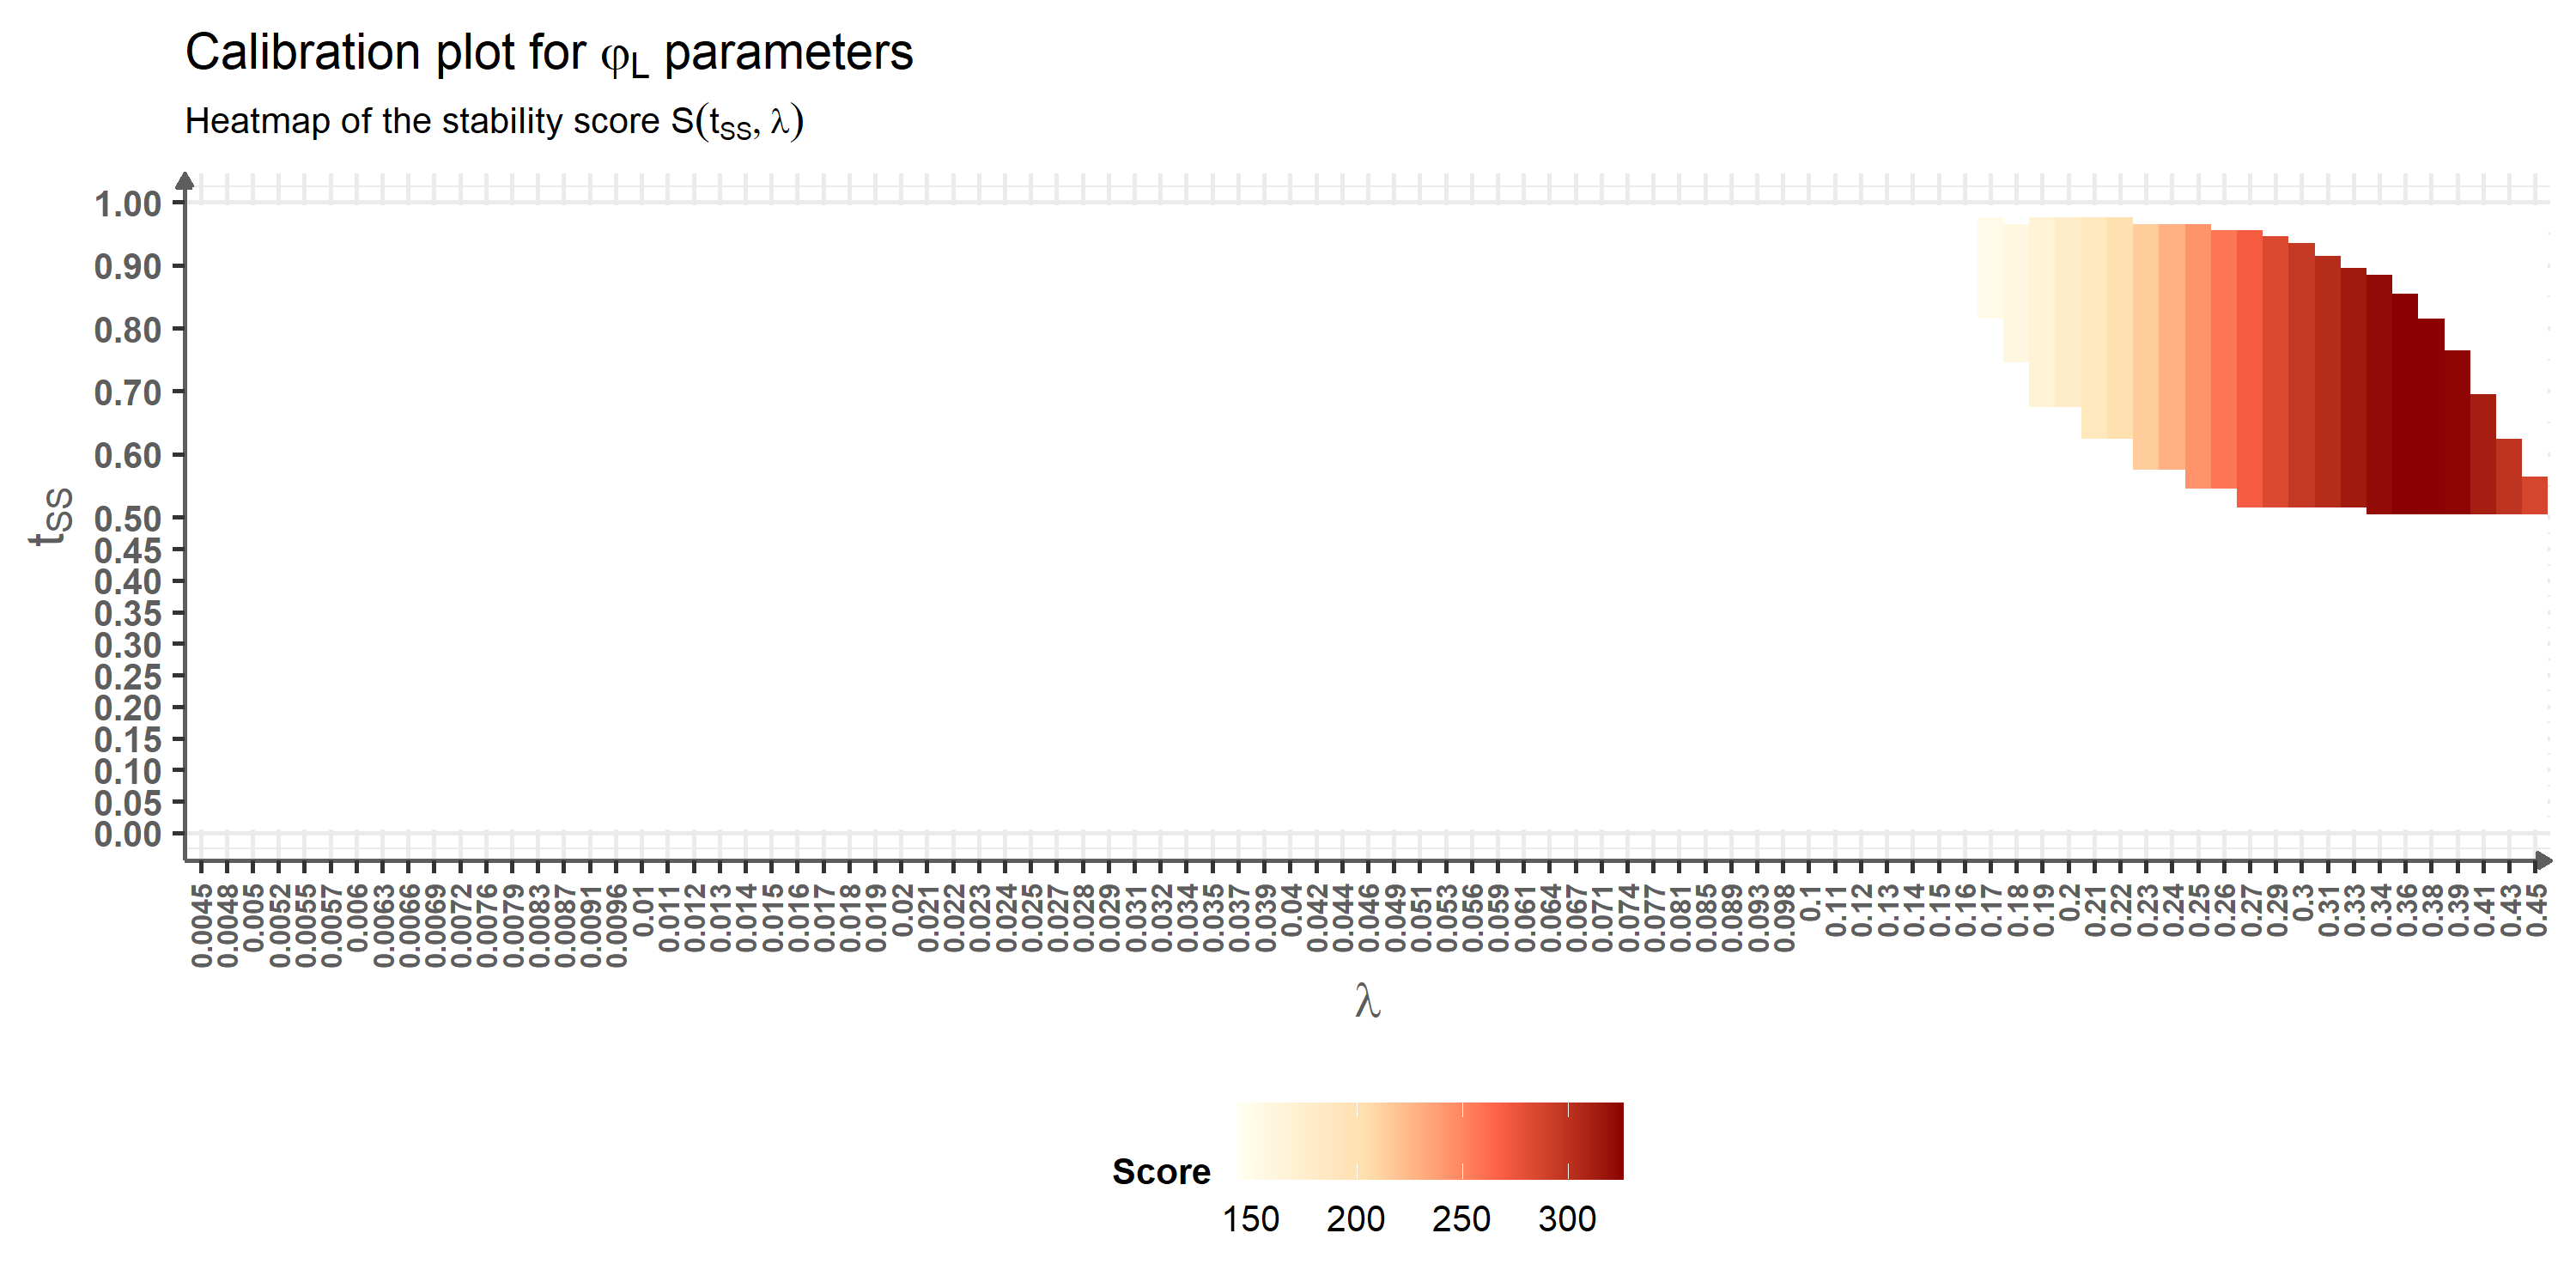 Calibration plot for φL parameters
Heatmap of the stability score S(tSS, λ)
1.00
0.90
0.80
0.70
0.60
0.50
0.45
0.40
0.35
0.30
0.25
0.20
0.15
0.10
0.05
0.00
tSS
0.0045 0.0048 0.005 0.0052 0.0055 0.0057 0.006 0.0063 0.0066 0.0069 0.0072 0.0076 0.0079 0.0083 0.0087 0.0091 0.0096 0.01 0.011 0.012 0.013 0.014 0.015 0.016 0.017 0.018 0.019 0.02 0.021 0.022 0.023 0.024 0.025 0.027 0.028 0.029 0.031 0.032 0.034 0.035 0.037 0.039 0.04 0.042 0.044 0.046 0.049 0.051 0.053 0.056 0.059 0.061 0.064 0.067 0.071 0.074 0.077 0.081 0.085 0.089 0.093 0.098 0.1 0.11 0.12 0.13 0.14 0.15 0.16 0.17 0.18 0.19 0.2 0.21 0.22 0.23 0.24 0.25 0.26 0.27 0.29 0.3 0.31 0.33 0.34 0.36 0.38 0.39 0.41 0.43 0.45
λ
Score
150 200 250 300